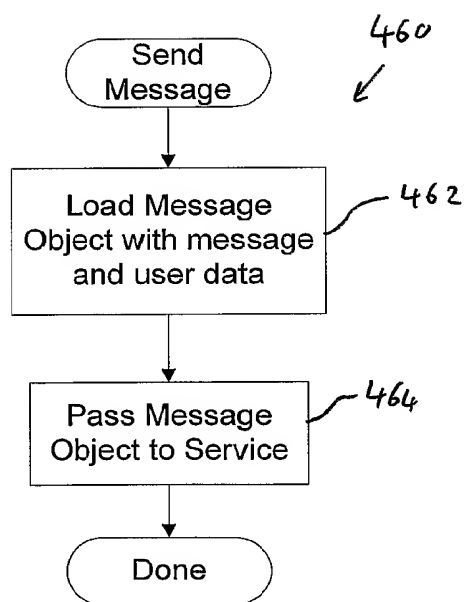 Send
Message
460
Load Message
Object with message
and user data
462
Pass Message
Object to Service
464
Done